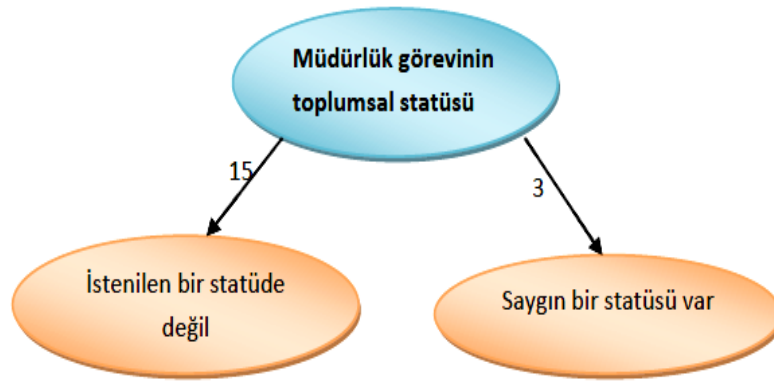 Müdürlük görevinin
toplumsal statüsü
15
3
İstenilen bir statüde
değil
Saygın bir statüsü var